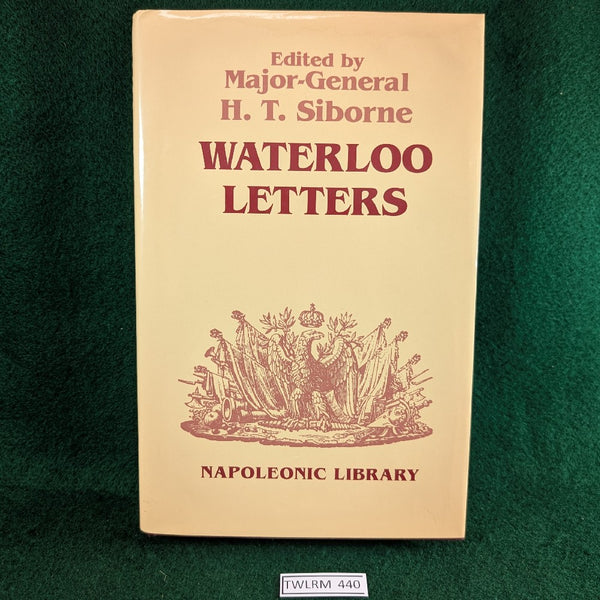 Edited by
Major-General
H. T. Siborne
WATERLOO
LETTERS
NAPOLEONIC LIBRARY
TWLRM 440